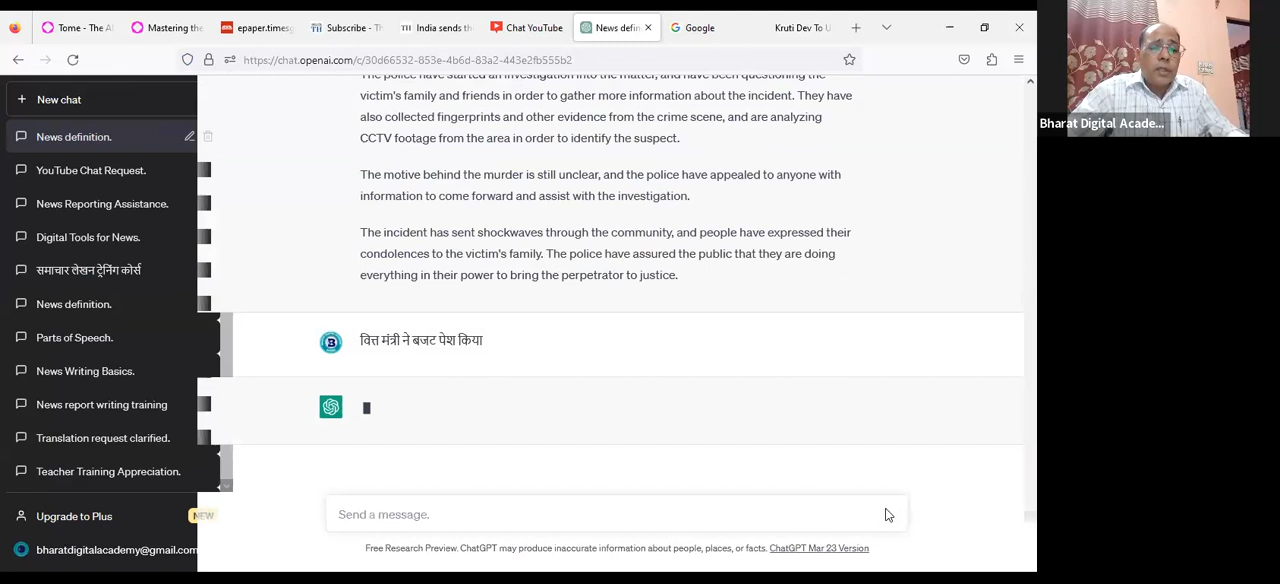 Tome - The A
Mastering the
epaper.times
Subscribe - T
India sends th
Chat YouTube
News defin
Google
Kruti Dev To U
https://chat.openai.com/c/30d66532-853e-4b6d-83a2-443e2fb555b2
New chat
News definition.
YouTube Chat Request.
News Reporting Assistance.
Digital Tools for News.
समाचार लेखन ट्रेनिंग कोर्स
News definition.
Parts of Speech.
News Writing Basics.
News report writing training
Translation request clarified.
Teacher Training Appreciation.
Upgrade to Plus
NEW
bharatdigitalacademy@gmail.com
The police have started an investigation into the matter, and have been questioning the
victim's family and friends in order to gather more information about the incident. They have
also collected fingerprints and other evidence from the crime scene, and are analyzing
CCTV footage from the area in order to identify the suspect.
The motive behind the murder is still unclear, and the police have appealed to anyone with
information to come forward and assist with the investigation.
The incident has sent shockwaves through the community, and people have expressed their
condolences to the victim's family. The police have assured the public that they are doing
everything in their power to bring the perpetrator to justice.
वित्त मंत्री ने बजट पेश किया
Send a message.
Free Research Preview. ChatGPT may produce inaccurate information about people, places, or facts. ChatGPT Mar 23 Version
Bharat Digital Acade...